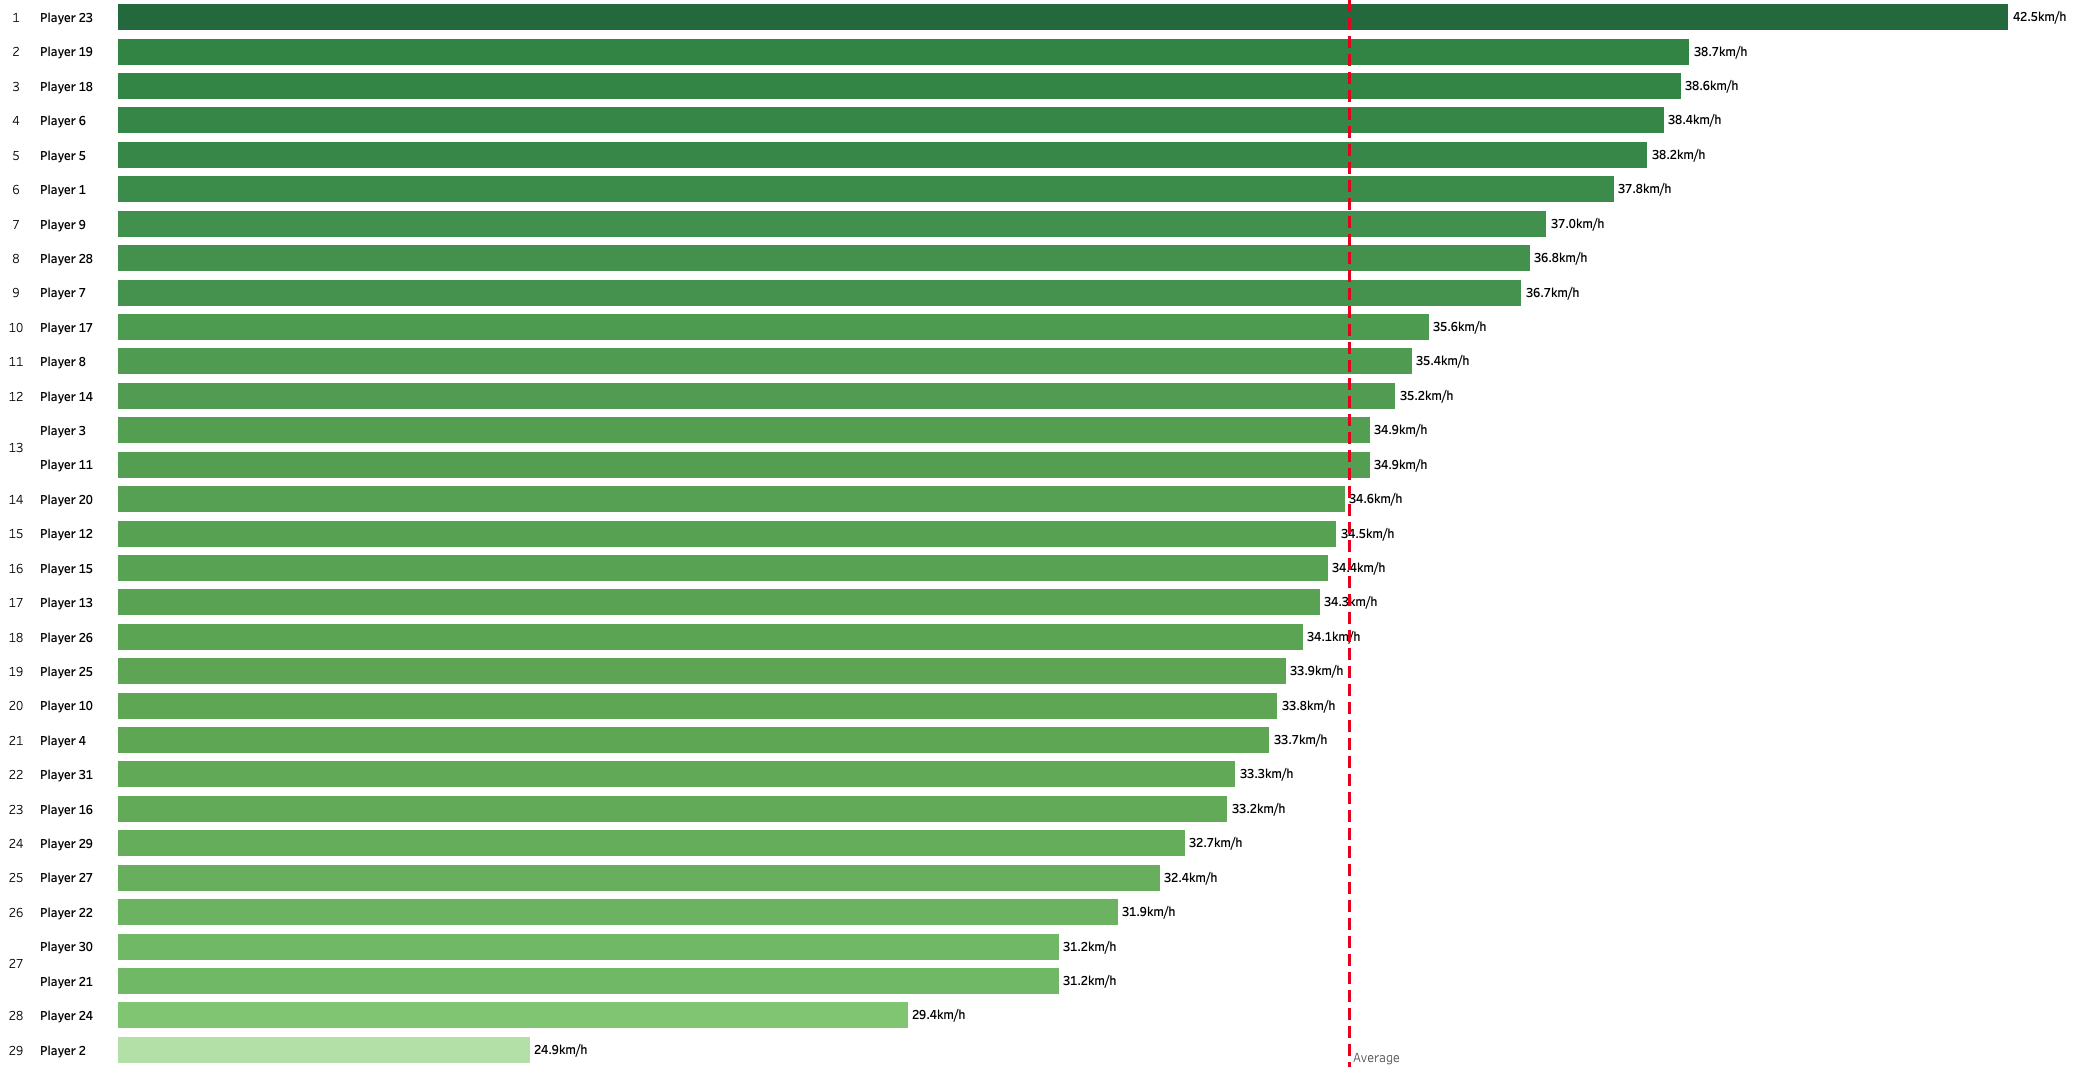 1 Player 23 42.5km/h
2 Player 19 38.7km/h
3 Player 18 38.6km/h
4 Player 6 38.4km/h
5 Player 5 38.2km/h
6 Player 1 37.8km/h
7 Player 9 37.0km/h
8 Player 28 36.8km/h
9 Player 7 36.7km/h
10 Player 17 35.6km/h
11 Player 8 35.4km/h
12 Player 14 35.2km/h
Player 3 34.9km/h
13
Player 11 34.9km/h
14 Player 20 34.6km/h
15 Player 12 34.5km/h
16 Player 15 34.4km/h
17 Player 13 34.3km/h
18 Player 26 34.1km/h
19 Player 25 33.9km/h
20 Player 10 33.8km/h
21 Player 4 33.7km/h
22 Player 31 33.3km/h
23 Player 16 33.2km/h
24 Player 29 32.7km/h
25 Player 27 32.4km/h
26 Player 22 31.9km/h
Player 30 31.2km/h
27
Player 21 31.2km/h
28 Player 24 29.4km/h
29 Player 2 24.9km/h
Average